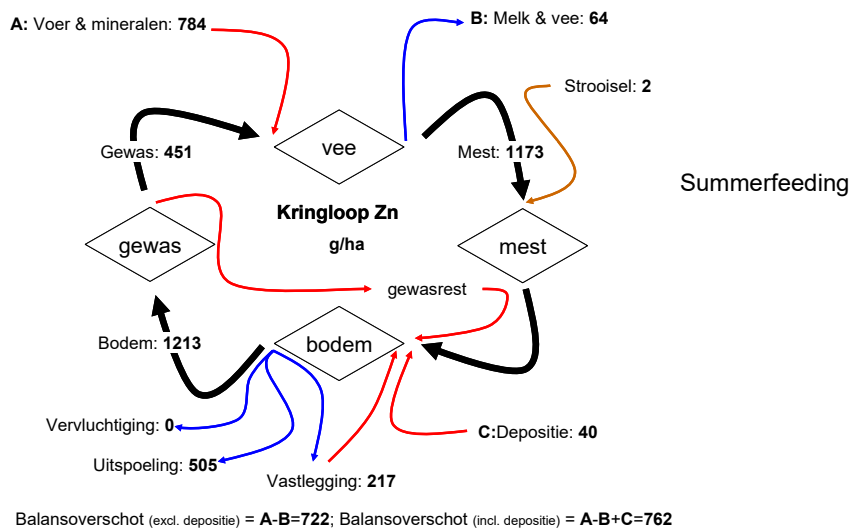 A: Voer & mineralen: 784
B: Melk & vee: 64
Strooisel: 2
Gewas: 451
vee
Mest: 1173
Summerfeeding
Kringloop Zn
g/ha
gewas
mest
gewasrest
Bodem: 1213
bodem
Vervluchtiging: 0
C:Depositie: 40
Uitspoeling: 505
Vastlegging: 217
Balansoverschot (excl. depositie) = A-B=722; Balansoverschot (incl. depositie) = A-B+C=762